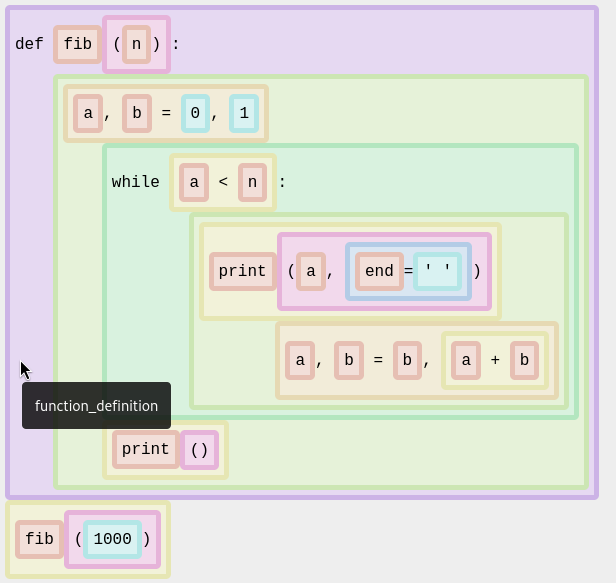 def fib (n):
a, b = 0, 1
while a < n:
print (a, end=' ')
a, b = b, a + b
function_definition
print ()
fib (1000)